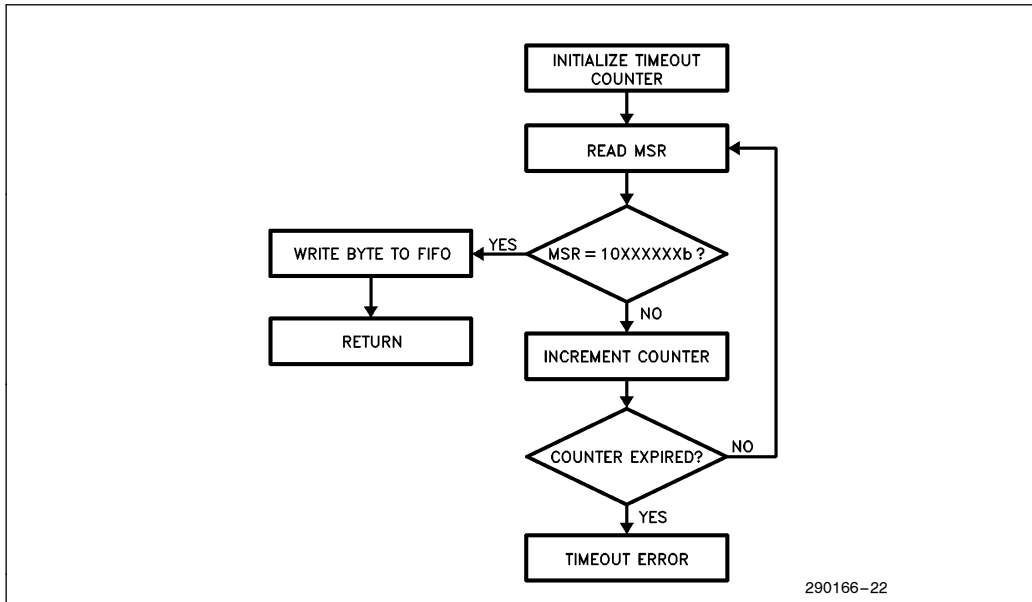 INITIALIZE TIMEOUT
COUNTER
READ MSR
MSR = 10XXXXXXb ?
YES
WRITE BYTE TO FIFO
RETURN
NO
INCREMENT COUNTER
COUNTER EXPIRED?
NO
YES
TIMEOUT ERROR
290166–22